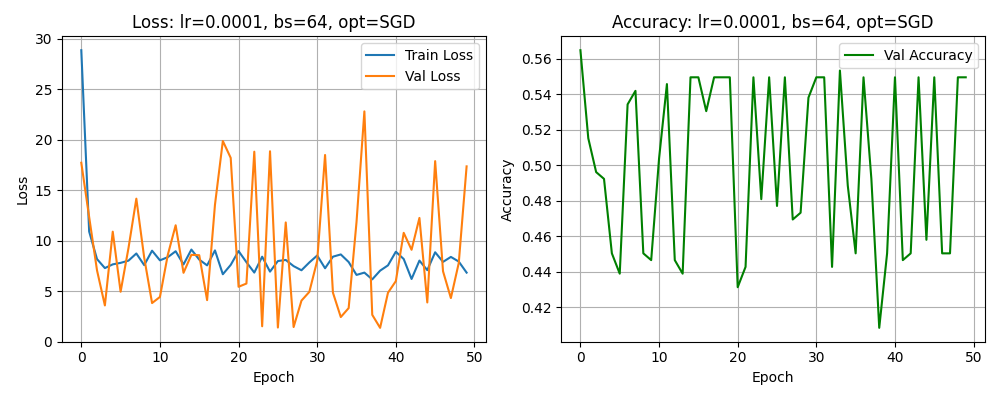 Loss: lr=0.0001, bs=64, opt=SGD
30
25
20
15
10
5
0
Loss
Train Loss
Val Loss
0 10 20 30 40 50
Epoch
Accuracy: lr=0.0001, bs=64, opt=SGD
0.56
0.54
0.52
0.50
0.48
0.46
0.44
0.42
Accuracy
Val Accuracy
0 10 20 30 40 50
Epoch